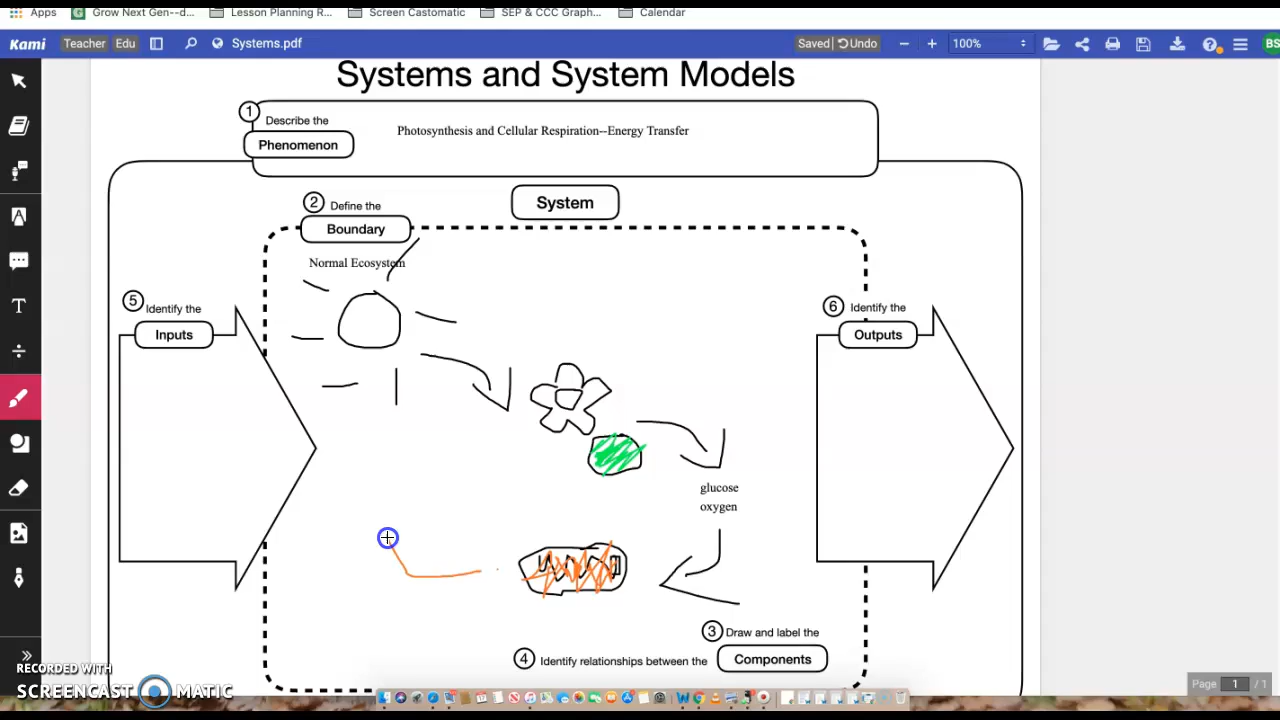 Apps Grow Next Gen--d... Lesson Planning R... Screen Castomatic SEP & CCC Graph... Calendar
Kami Teacher Edu Systems.pdf Saved Undo 100% BS
Systems and System Models
1 Describe the
Phenomenon
Photosynthesis and Cellular Respiration--Energy Transfer
System
2 Define the
Boundary
Normal Ecosystem
5 Identify the
Inputs
6 Identify the
Outputs
glucose
oxygen
3 Draw and label the
4 Identify relationships between the Components
RECORDED WITH
SCREENCAST MATIC
Page 1 / 1